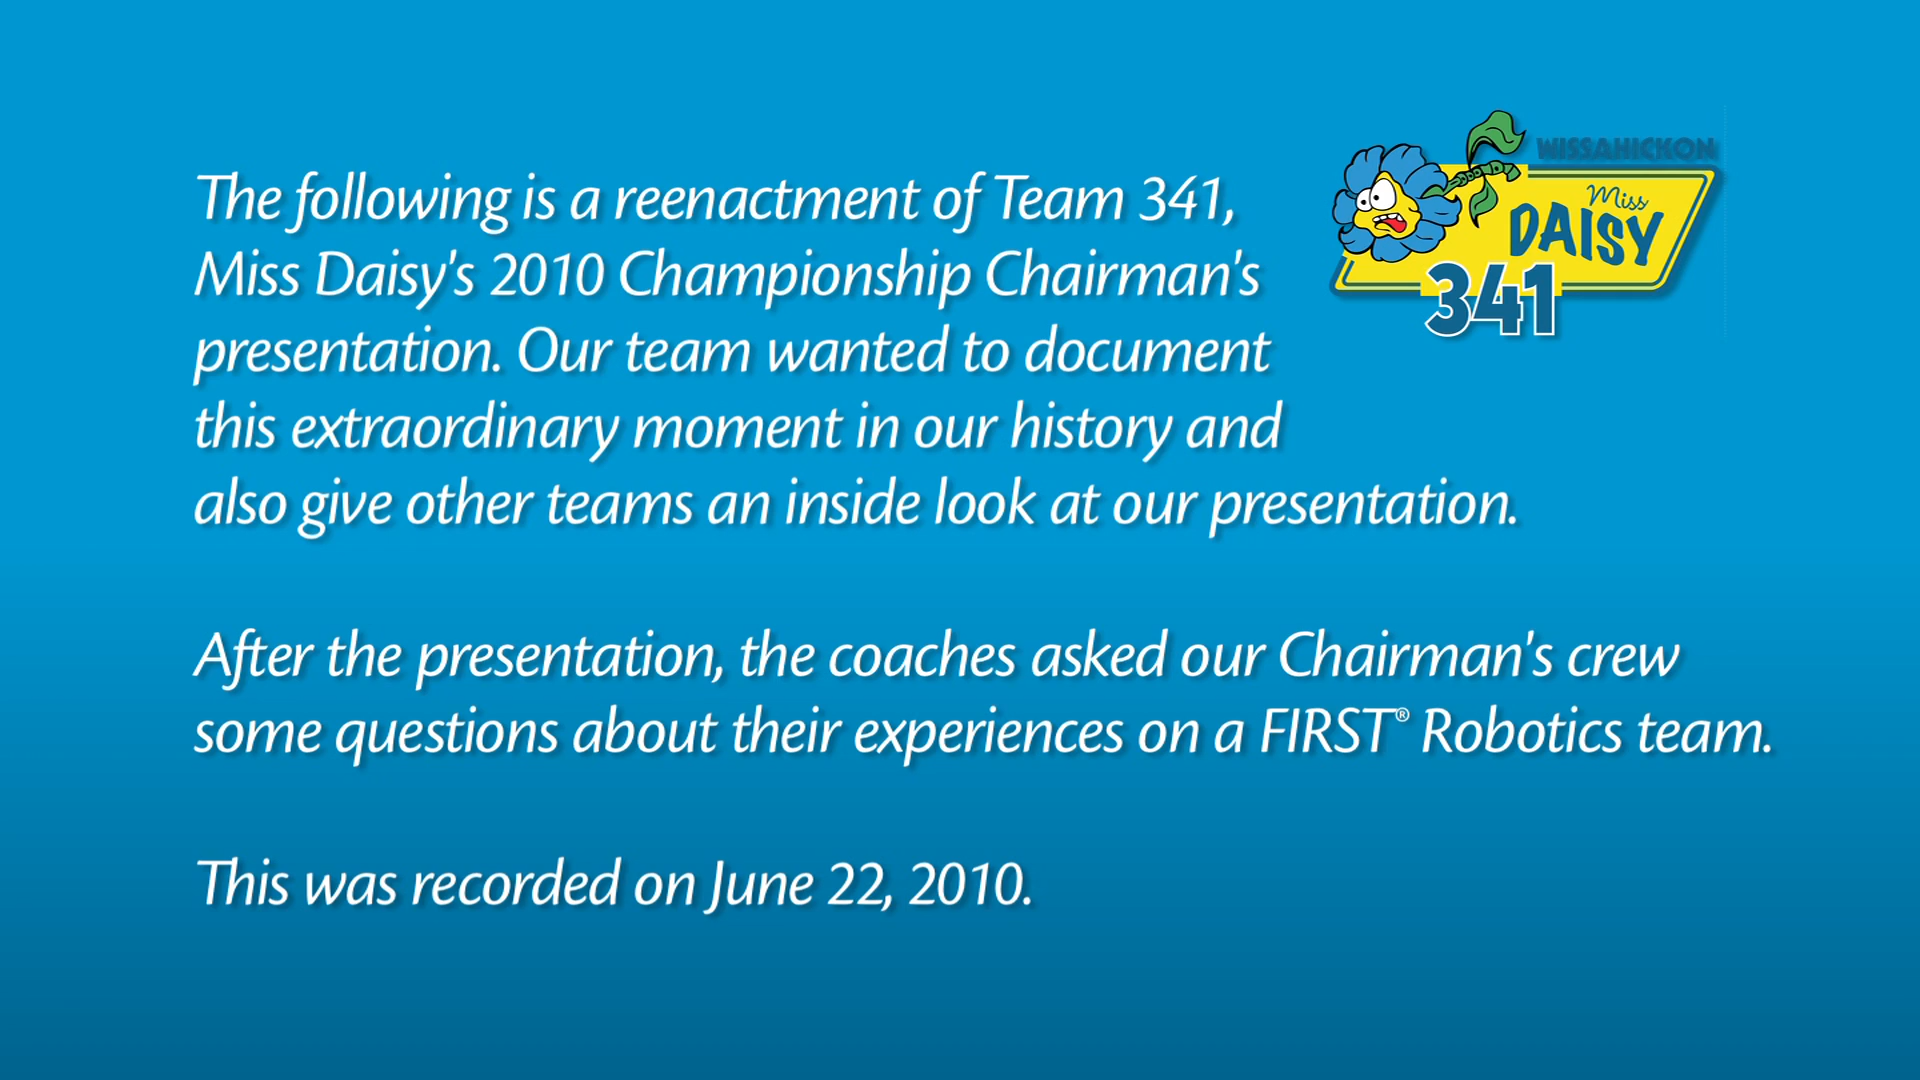 The following is a reenactment of Team 341,
Miss Daisy's 2010 Championship Chairman's
presentation. Our team wanted to document
this extraordinary moment in our history and
also give other teams an inside look at our presentation.
After the presentation, the coaches asked our Chairman's crew
some questions about their experiences on a FIRST® Robotics team.
This was recorded on June 22, 2010.
WISSAHICKON
Miss
DAISY
341